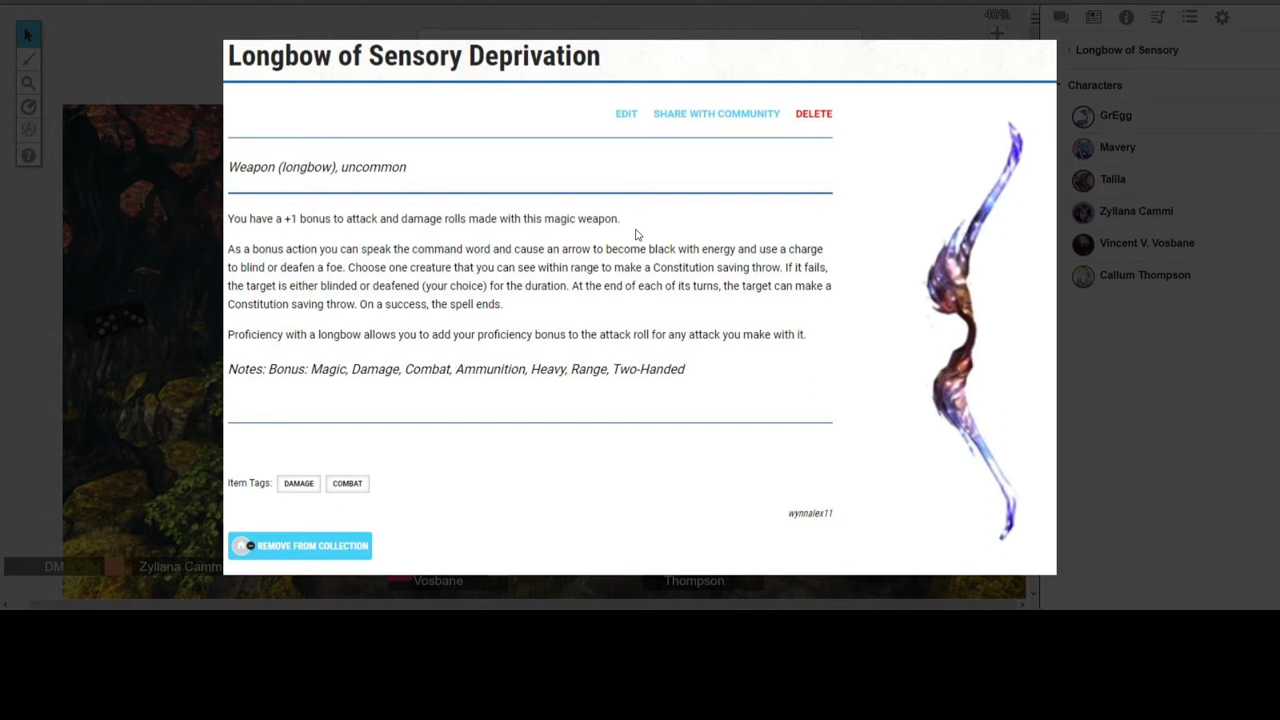 40%
Longbow of Sensory Deprivation
Longbow of Sensory
Characters
EDIT SHARE WITH COMMUNITY DELETE
GrEgg
Weapon (longbow), uncommon
Mavery
Talila
You have a +1 bonus to attack and damage rolls made with this magic weapon.
Zyllana Cammi
As a bonus action you can speak the command word and cause an arrow to become black with energy and use a charge
to blind or deafen a foe. Choose one creature that you can see within range to make a Constitution saving throw. If it fails,
the target is either blinded or deafened (your choice) for the duration. At the end of each of its turns, the target can make a
Constitution saving throw. On a success, the spell ends.
Vincent V. Vosbane
Callum Thompson
Proficiency with a longbow allows you to add your proficiency bonus to the attack roll for any attack you make with it.
Notes: Bonus: Magic, Damage, Combat, Ammunition, Heavy, Range, Two-Handed
Item Tags: DAMAGE COMBAT
wynnalex11
REMOVE FROM COLLECTION
DM
Zyllana Camm
Vosbane
Thompson